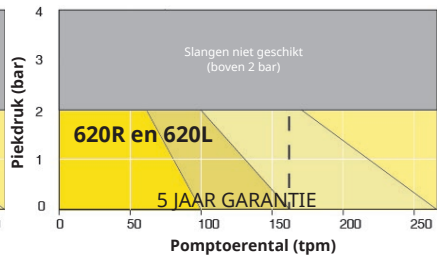 4
3
2
1
0
Piekdruk (bar)
Slangen niet geschikt
(boven 2 bar)
620R en 620L
5 JAAR GARANTIE
0 50 100 150 200 250
Pomptoerental (tpm)